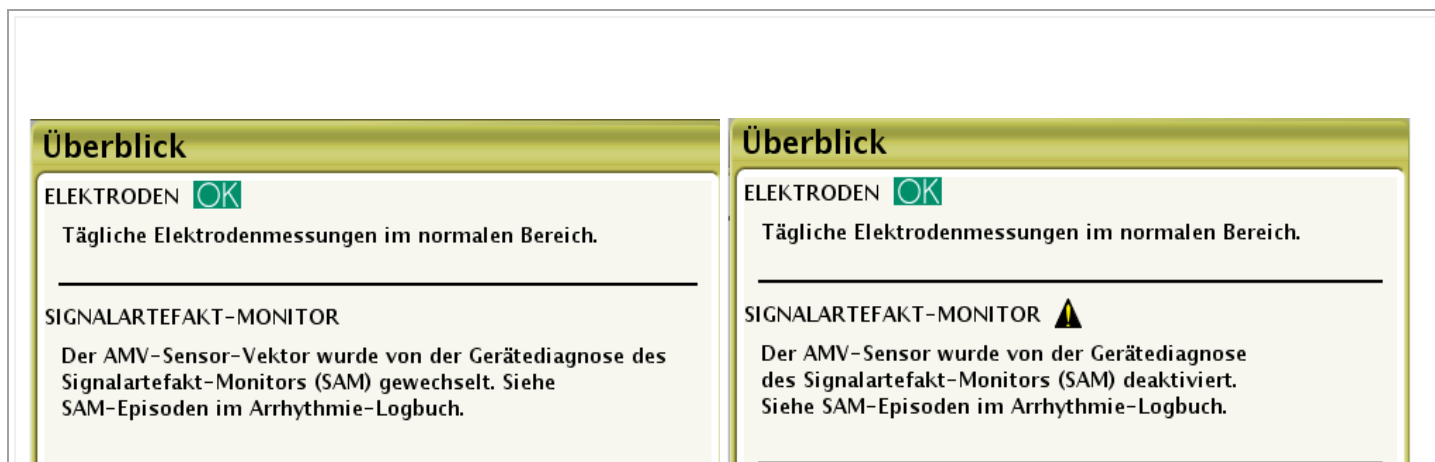 Überblick
ELEKTRODEN OK
Tägliche Elektrodenmessungen im normalen Bereich.
SIGNALARTEFAKT-MONITOR
Der AMV-Sensor-Vektor wurde von der Gerätediagnose des
Signalartefakt-Monitors (SAM) gewechselt. Siehe
SAM-Episoden im Arrhythmie-Logbuch.
Überblick
ELEKTRODEN OK
Tägliche Elektrodenmessungen im normalen Bereich.
SIGNALARTEFAKT-MONITOR
Der AMV-Sensor wurde von der Gerätediagnose
des Signalartefakt-Monitors (SAM) deaktiviert.
Siehe SAM-Episoden im Arrhythmie-Logbuch.